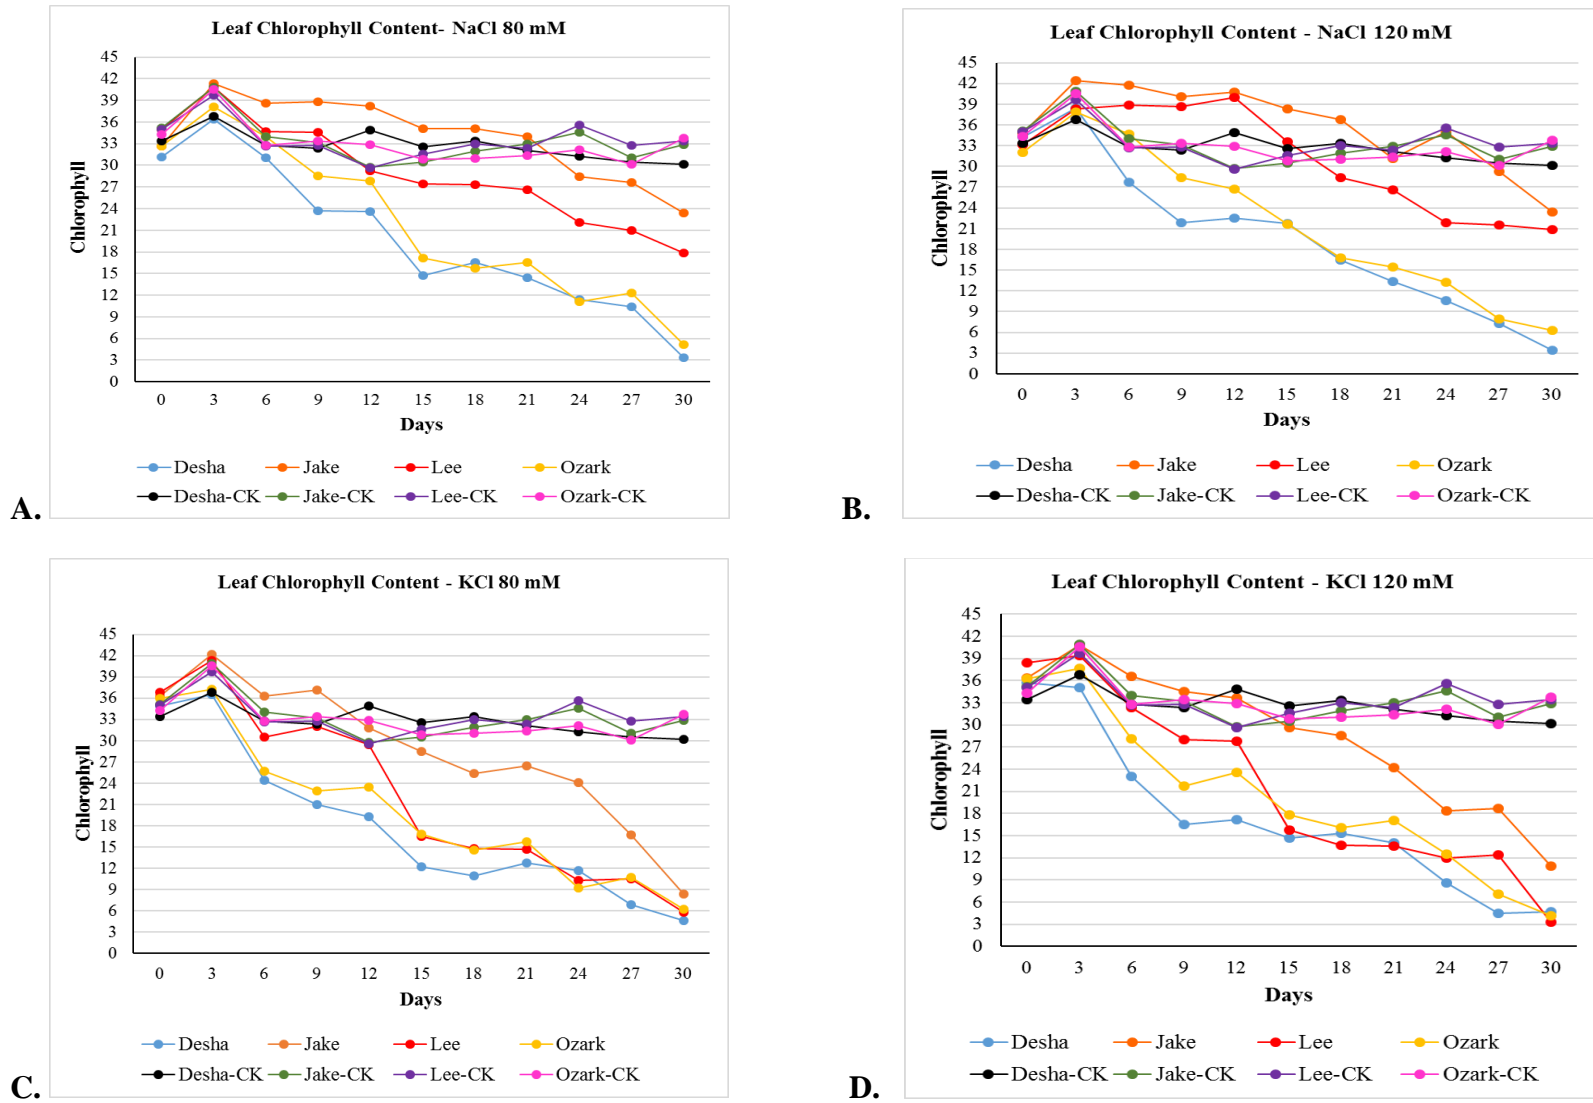 Leaf Chlorophyll Content- NaCl 80 mM
45
42
39
36
33
30
27
24
21
18
15
12
9
6
3
0
Chlorophyll
0 3 6 9 12 15 18 21 24 27 30
Days
Desha Jake Lee Ozark
Desha-CK Jake-CK Lee-CK Ozark-CK
A.
Leaf Chlorophyll Content - NaCl 120 mM
45
42
39
36
33
30
27
24
21
18
15
12
9
6
3
0
Chlorophyll
0 3 6 9 12 15 18 21 24 27 30
Days
Desha Jake Lee Ozark
Desha-CK Jake-CK Lee-CK Ozark-CK
B.
Leaf Chlorophyll Content - KCl 80 mM
45
42
39
36
33
30
27
24
21
18
15
12
9
6
3
0
Chlorophyll
0 3 6 9 12 15 18 21 24 27 30
Days
Desha Jake Lee Ozark
Desha-CK Jake-CK Lee-CK Ozark-CK
C.
Leaf Chlorophyll Content - KCl 120 mM
45
42
39
36
33
30
27
24
21
18
15
12
9
6
3
0
Chlorophyll
0 3 6 9 12 15 18 21 24 27 30
Days
Desha Jake Lee Ozark
Desha-CK Jake-CK Lee-CK Ozark-CK
D.